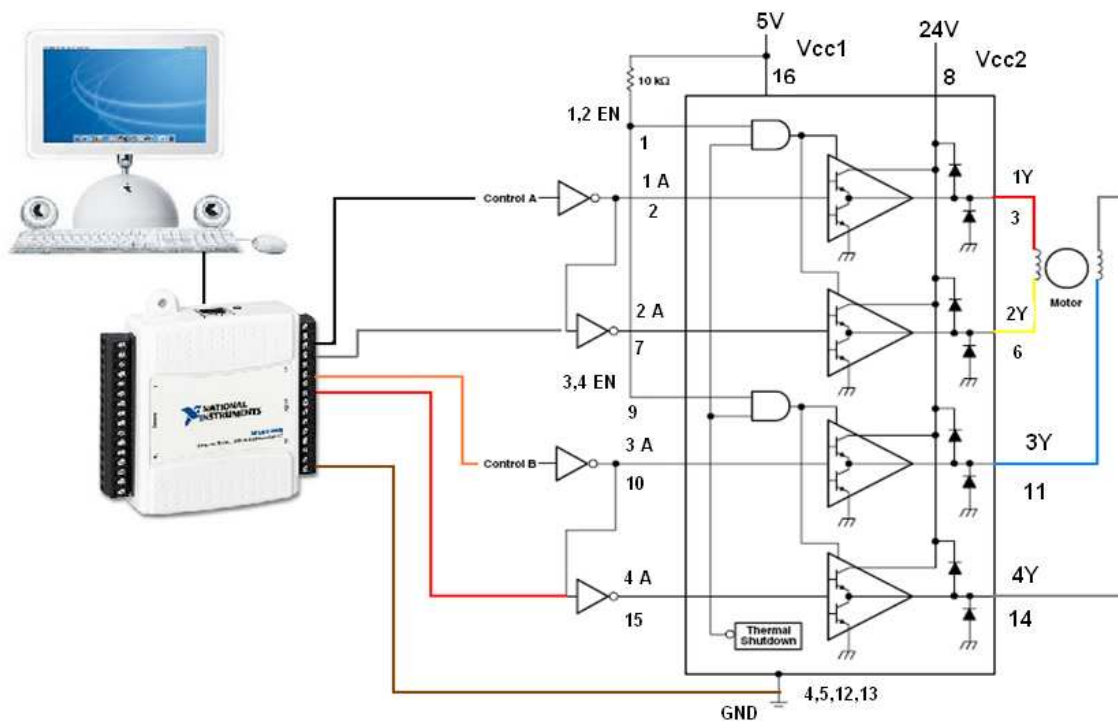 5V
Vcc1
24V
Vcc2
16
8
10 kΩ
1,2 EN
1
1 A
1Y
Control A
2
3
2 A
2Y
Motor
7
6
3,4 EN
9
NATIONAL
INSTRUMENTS
3 A
3Y
Control B
10
11
4 A
4Y
15
14
Thermal
Shutdown
4,5,12,13
GND